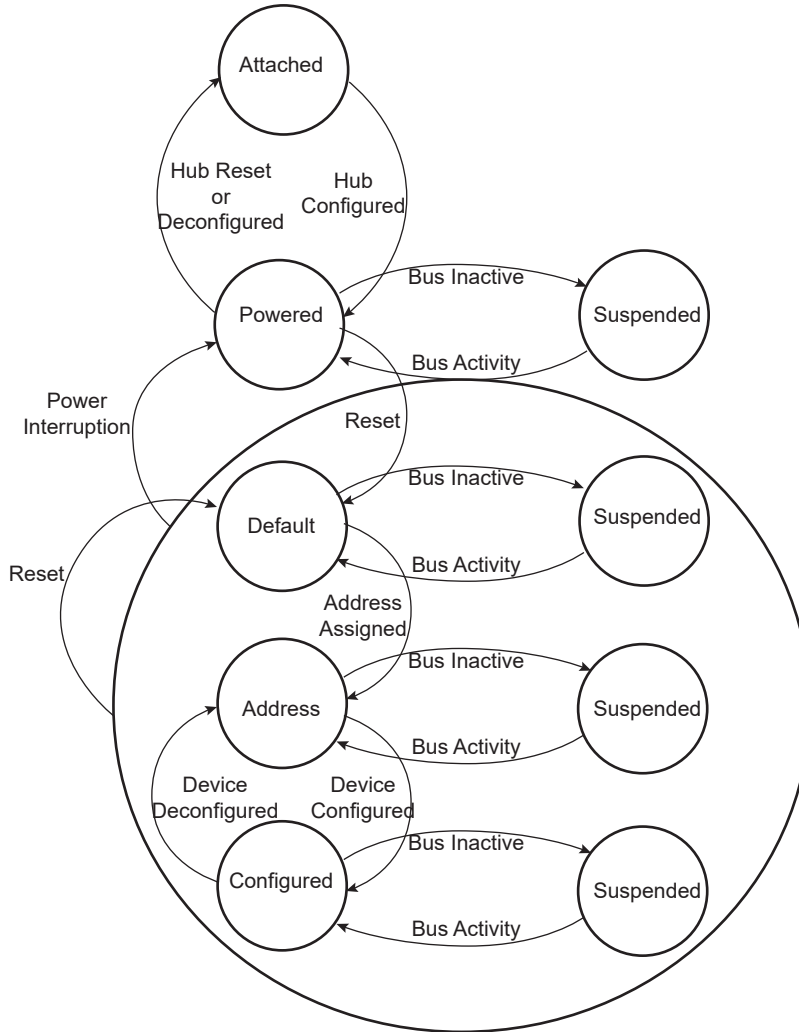 Attached
Hub Reset
or
Deconfigured
Hub
Configured
Bus Inactive
Powered
Suspended
Bus Activity
Power
Interruption
Reset
Bus Inactive
Default
Suspended
Bus Activity
Reset
Address
Assigned
Bus Inactive
Address
Suspended
Bus Activity
Device
Deconfigured
Device
Configured
Bus Inactive
Configured
Suspended
Bus Activity